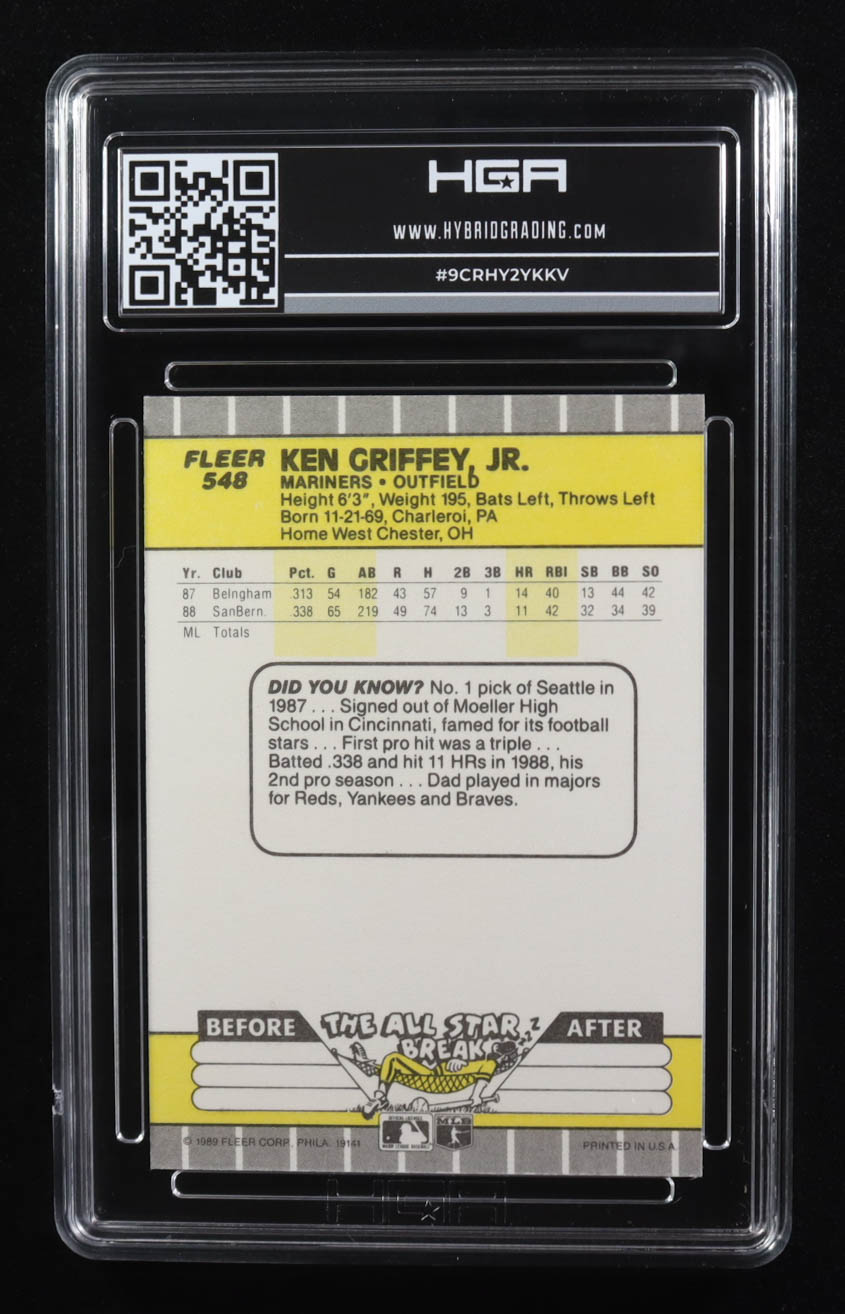 HGA
WWW.HYBRIDGRADING.COM
#9CRHY2YKKV
FLEER
548
KEN GRIFFEY, JR.
MARINERS • OUTFIELD
Height 6'3", Weight 195, Bats Left, Throws Left
Born 11-21-69, Charleroi, PA
Home West Chester, OH
Yr. Club Pct. G AB R H 2B 3B HR RBI SB BB SO
87 Belngham .313 54 182 43 57 9 1 14 40 13 44 42
88 SanBern. .338 65 219 49 74 13 3 11 42 32 34 39
ML Totals
DID YOU KNOW? No. 1 pick of Seattle in
1987 . . . Signed out of Moeller High
School in Cincinnati, famed for its football
stars . . . First pro hit was a triple . . .
Batted .338 and hit 11 HRs in 1988, his
2nd pro season . . . Dad played in majors
for Reds, Yankees and Braves.
BEFORE THE ALL STAR BREAK AFTER
MLB
© 1989 FLEER CORP. PHILA. 19141
PRINTED IN U.S.A.
HGA